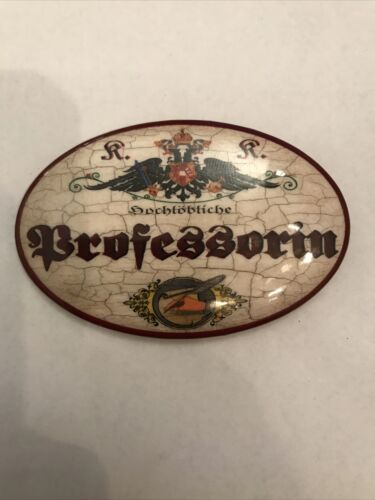 K. K.
Hochlöbliche
Professorin